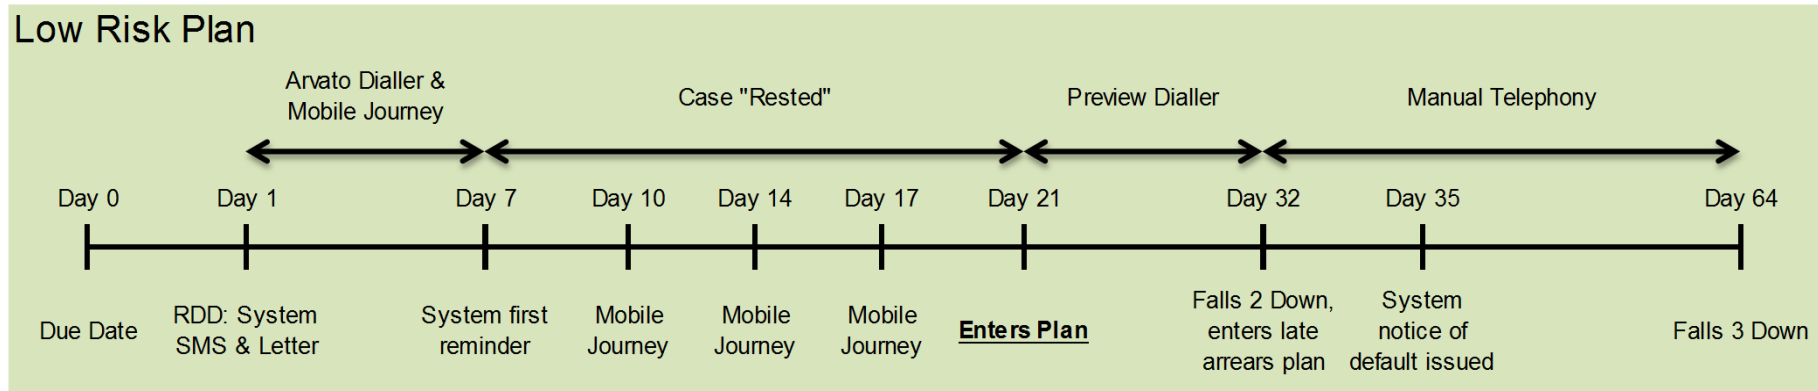 Low Risk Plan
Arvato Dialler &
Mobile Journey
Case "Rested"
Preview Dialler
Manual Telephony
Day 0
Day 1
Day 7
Day 10
Day 14
Day 17
Day 21
Day 32
Day 35
Day 64
Due Date
RDD: System
SMS & Letter
System first
reminder
Mobile
Journey
Mobile
Journey
Mobile
Journey
Enters Plan
Falls 2 Down,
enters late
arrears plan
System
notice of
default issued
Falls 3 Down